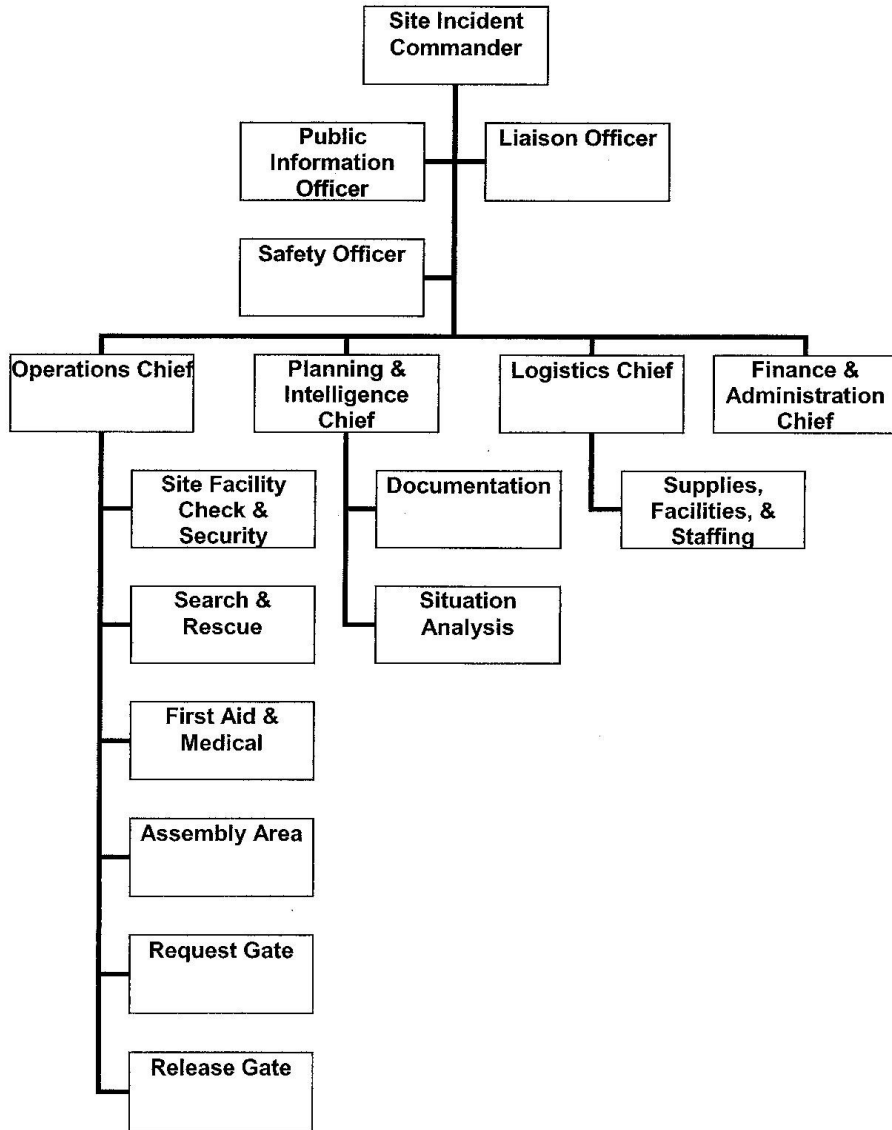 Site Incident
Commander
Public
Information
Officer
Liaison Officer
Safety Officer
Operations Chief
Planning &
Intelligence
Chief
Logistics Chief
Finance &
Administration
Chief
Site Facility
Check &
Security
Documentation
Supplies,
Facilities, &
Staffing
Search &
Rescue
Situation
Analysis
First Aid &
Medical
Assembly Area
Request Gate
Release Gate